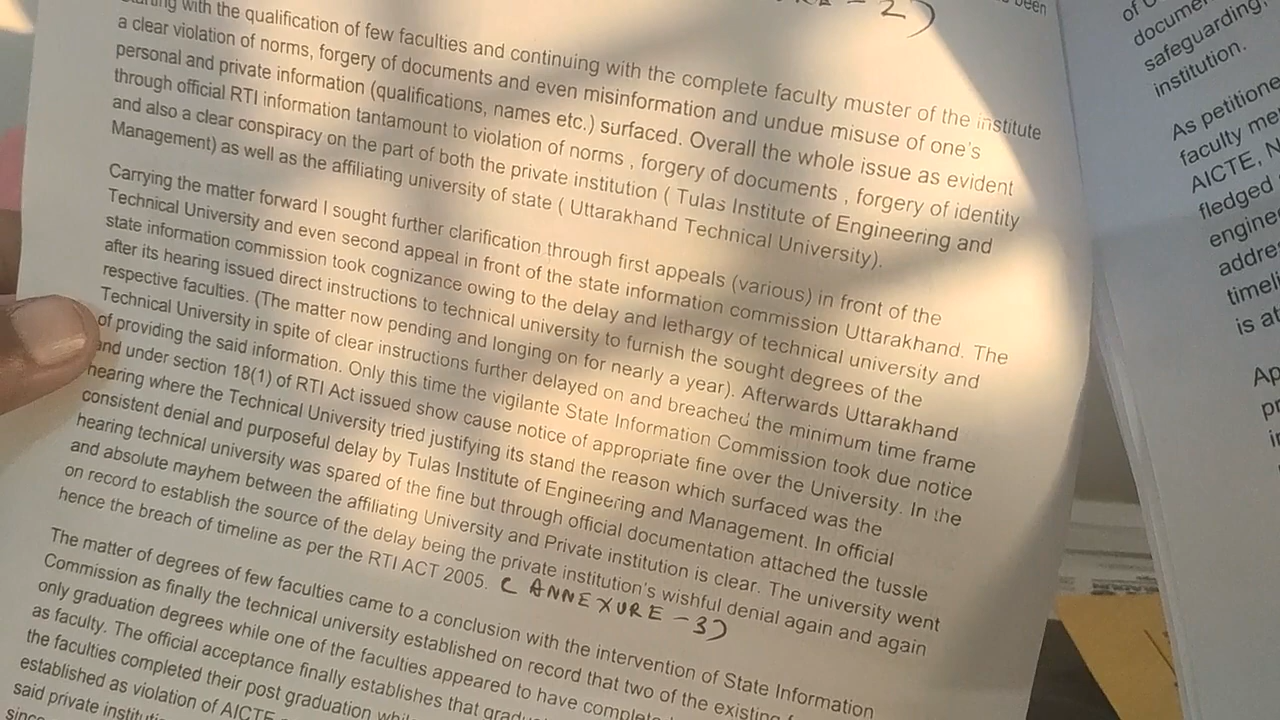 been
- 2)
with the qualification of few faculties and continuing with the complete faculty muster of the institute
a clear violation of norms, forgery of documents and even misinformation and undue misuse of one's
personal and private information (qualifications, names etc.) surfaced. Overall the whole issue as evident
through official RTI information tantamount to violation of norms , forgery of documents , forgery of identity
and also a clear conspiracy on the part of both the private institution ( Tulas Institute of Engineering and
Management) as well as the affiliating university of state ( Uttarakhand Technical University).
Carrying the matter forward I sought further clarification through first appeals (various) in front of the
Technical University and even second appeal in front of the state information commission Uttarakhand. The
state information commission took cognizance owing to the delay and lethargy of technical university and
after its hearing issued direct instructions to technical university to furnish the sought degrees of the
respective faculties. (The matter now pending and longing on for nearly a year). Afterwards Uttarakhand
Technical University in spite of clear instructions further delayed on and breached the minimum time frame
of providing the said information. Only this time the vigilante State Information Commission took due notice
and under section 18(1) of RTI Act issued show cause notice of appropriate fine over the University. In the
hearing where the Technical University tried justifying its stand the reason which surfaced was the
consistent denial and purposeful delay by Tulas Institute of Engineering and Management. In official
hearing technical university was spared of the fine but through official documentation attached the tussle
and absolute mayhem between the affiliating University and Private institution is clear. The university went
on record to establish the source of the delay being the private institution's wishful denial again and again
hence the breach of timeline as per the RTI ACT 2005. ( ANNEXURE - 3)
The matter of degrees of few faculties came to a conclusion with the intervention of State Information
Commission as finally the technical university established on record that two of the existing
only graduation degrees while one of the faculties appeared to have
as faculty. The official acceptance finally establishes that
the faculties completed their post graduation
established as violation of AICTE
said private
since
of
safeguarding,
institution.
As
faculty
AICTE, N
fledged
is